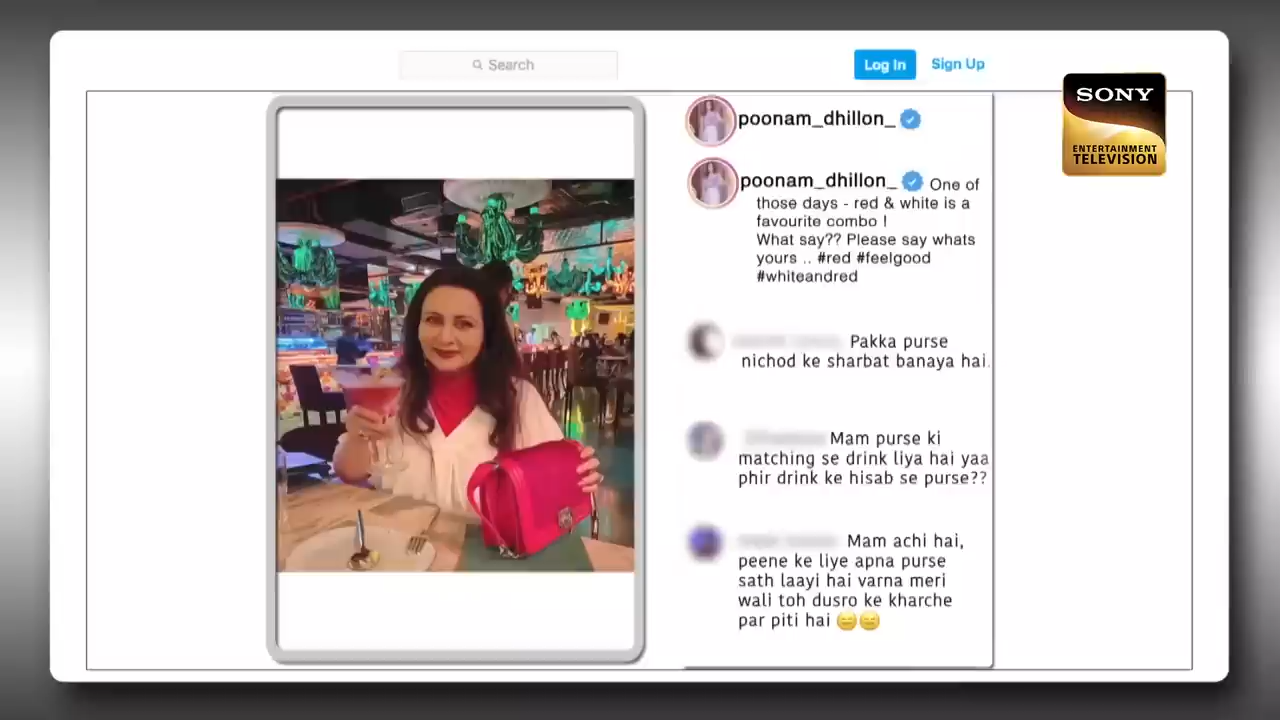 Search
Log In
Sign Up
SONY
ENTERTAINMENT
TELEVISION
poonam_dhillon_
poonam_dhillon_ One of
those days - red & white is a
favourite combo !
What say?? Please say whats
yours .. #red #feelgood
#whiteandred
Pakka purse
nichod ke sharbat banaya hai.
Mam purse ki
matching se drink liya hai yaa
phir drink ke hisab se purse??
Mam achi hai,
peene ke liye apna purse
sath laayi hai varna meri
wali toh dusro ke kharche
par piti hai 😑😑